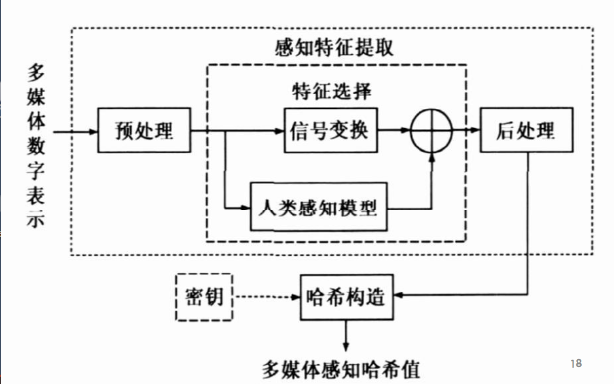 感知特征提取
多媒体数字表示
特征选择
预处理
信号变换
后处理
人类感知模型
密钥
哈希构造
多媒体感知哈希值
18